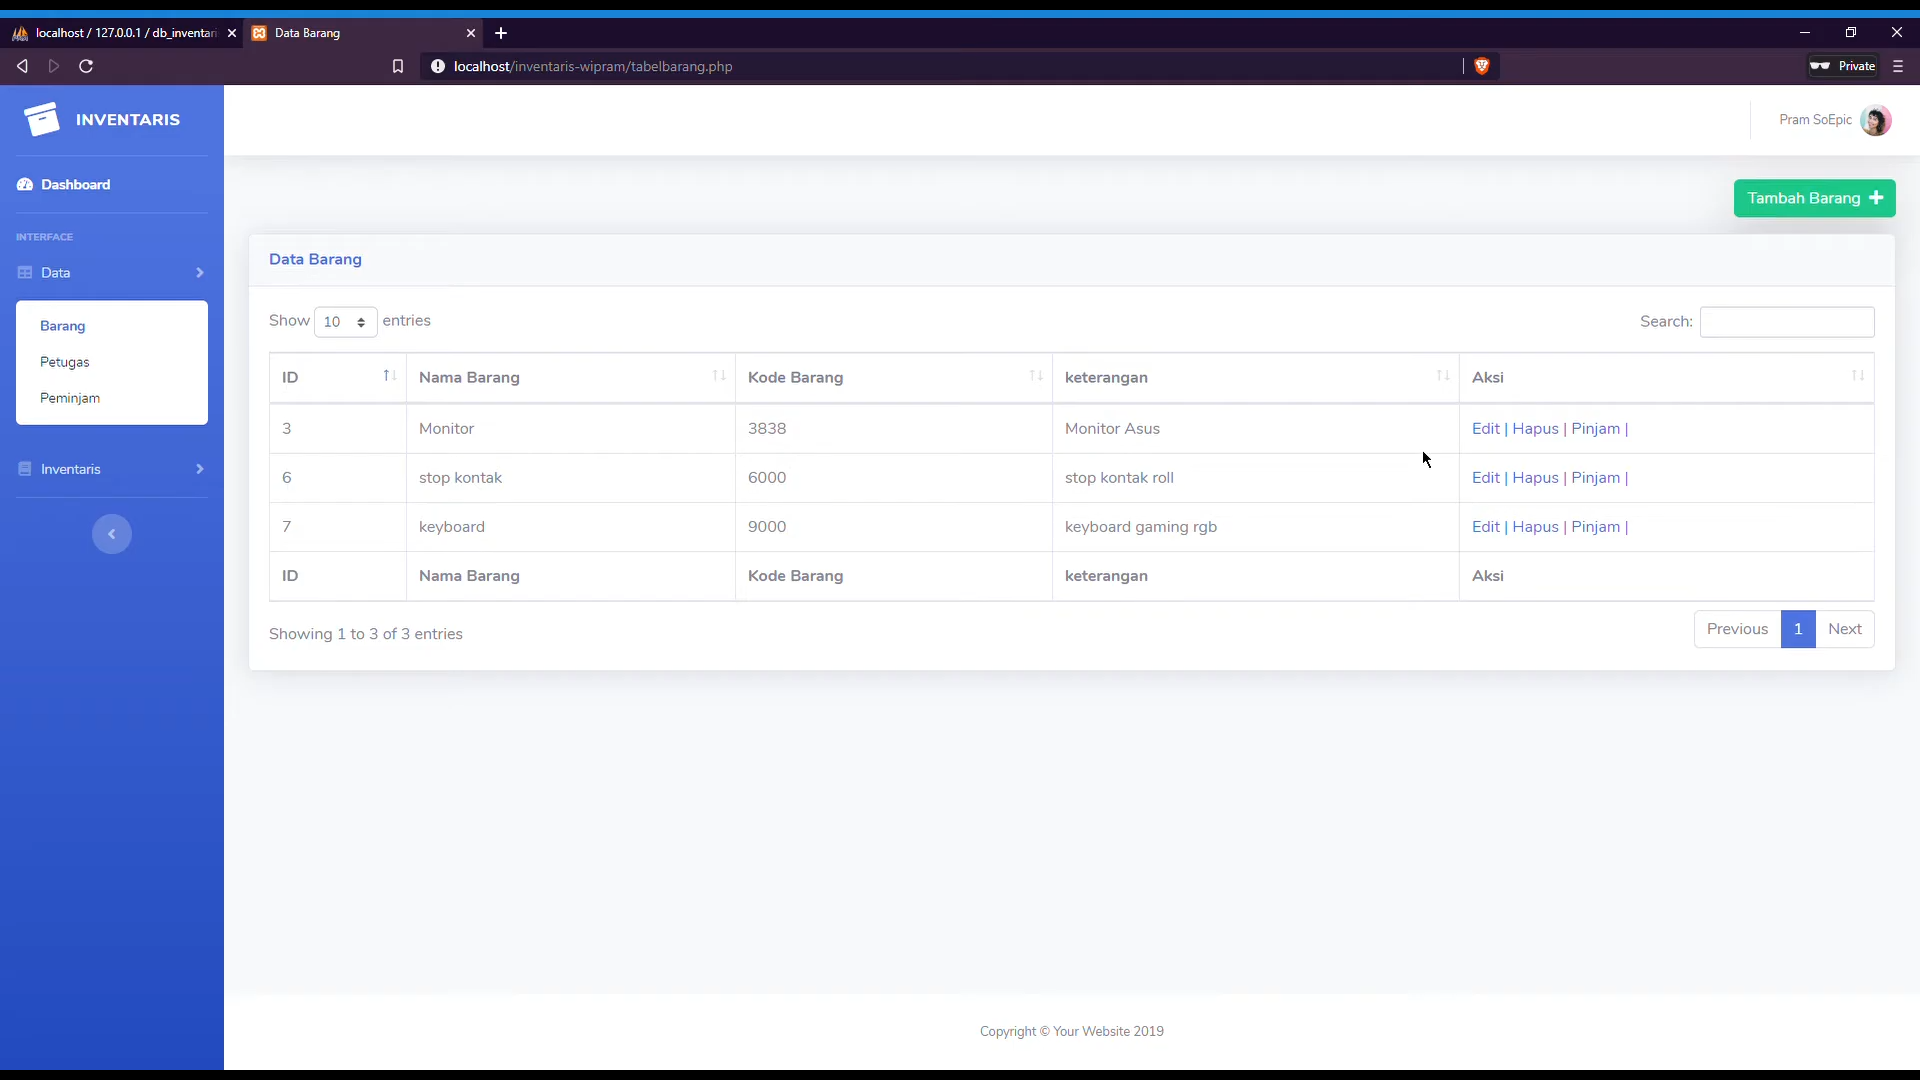 localhost / 127.0.0.1 / db_inventari
Data Barang
localhost/inventaris-wipram/tabelbarang.php
Private
INVENTARIS
Pram SoEpic
Dashboard
Tambah Barang
INTERFACE
Data
Data Barang
Barang
Petugas
Peminjam
Inventaris
Show 10 entries
Search:
ID Nama Barang Kode Barang keterangan Aksi
3 Monitor 3838 Monitor Asus Edit | Hapus | Pinjam |
6 stop kontak 6000 stop kontak roll Edit | Hapus | Pinjam |
7 keyboard 9000 keyboard gaming rgb Edit | Hapus | Pinjam |
ID Nama Barang Kode Barang keterangan Aksi
Showing 1 to 3 of 3 entries
Previous 1 Next
Copyright © Your Website 2019